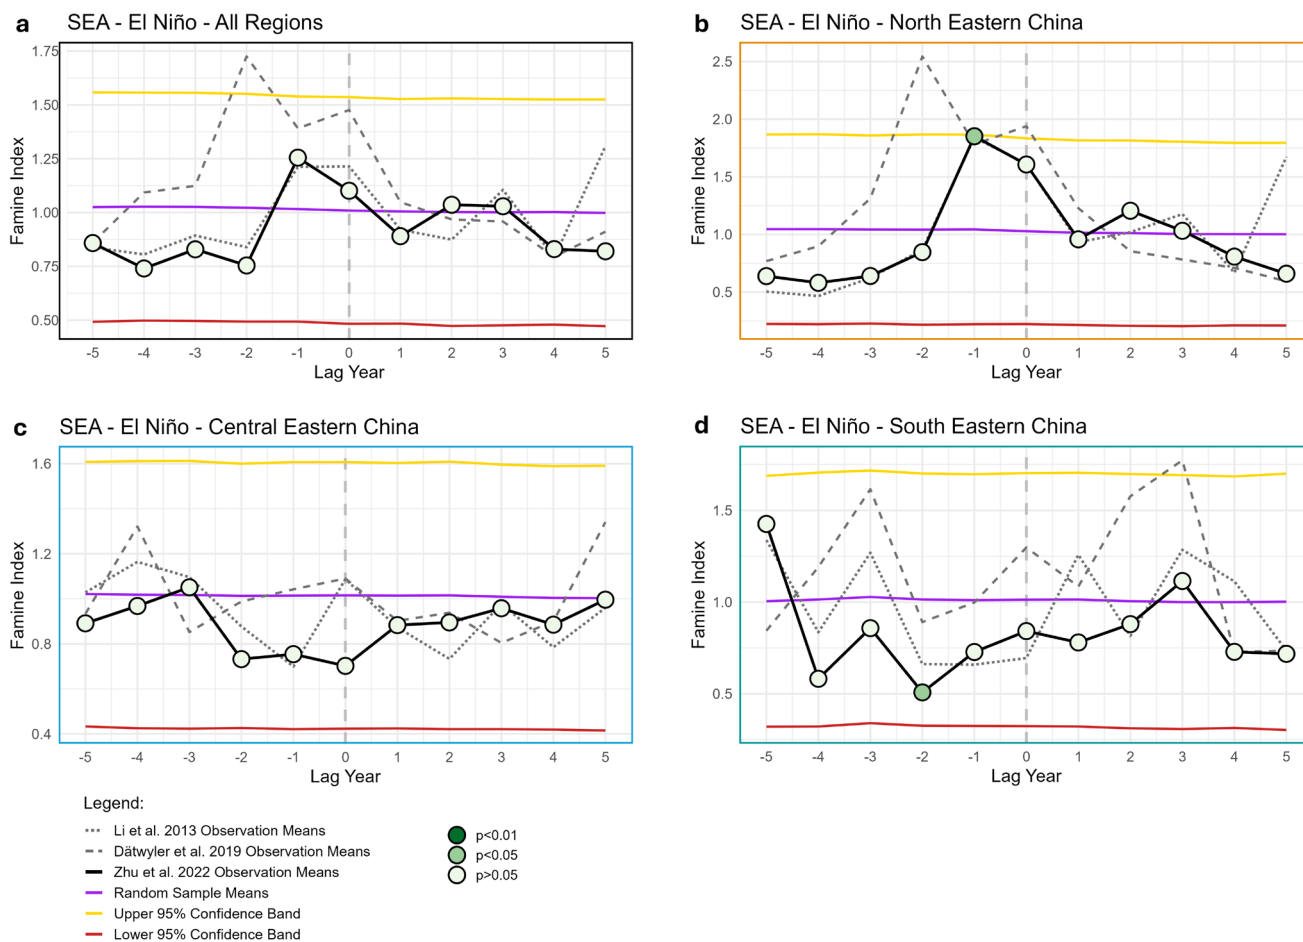 a SEA - El Niño - All Regions
Famine Index
1.75
1.50
1.25
1.00
0.75
0.50
-5 -4 -3 -2 -1 0 1 2 3 4 5
Lag Year
b SEA - El Niño - North Eastern China
Famine Index
2.5
2.0
1.5
1.0
0.5
-5 -4 -3 -2 -1 0 1 2 3 4 5
Lag Year
c SEA - El Niño - Central Eastern China
Famine Index
1.6
1.2
0.8
0.4
-5 -4 -3 -2 -1 0 1 2 3 4 5
Lag Year
d SEA - El Niño - South Eastern China
Famine Index
1.5
1.0
0.5
-5 -4 -3 -2 -1 0 1 2 3 4 5
Lag Year
Legend:
Li et al. 2013 Observation Means
Dätwyler et al. 2019 Observation Means
Zhu et al. 2022 Observation Means
Random Sample Means
Upper 95% Confidence Band
Lower 95% Confidence Band
p<0.01
p<0.05
p>0.05